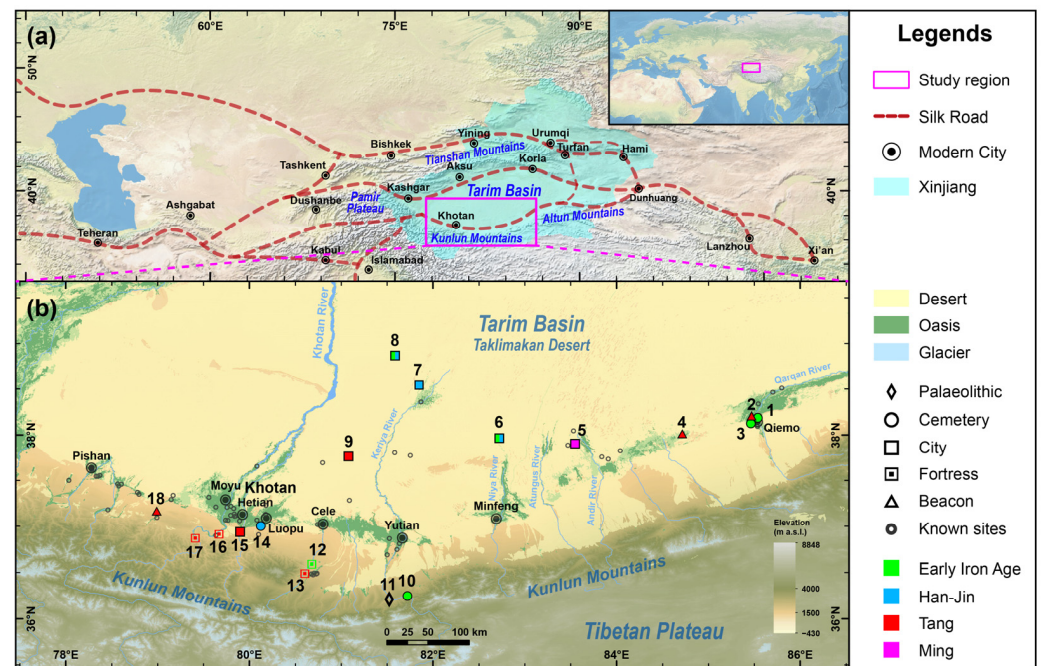 (a)
60°E
75°E
90°E
50°N
40°N
40°N
Yining
Urumqi
Bishkek
Turfan
Hami
Tianshan Mountains
Korla
Tashkent
Aksu
Kashgar
Tarim Basin
Pamir
Plateau
Dushanbe
Dunhuang
Ashgabat
Khotan
Altun Mountains
Teheran
Kunlun Mountains
Lanzhou
Kabul
Xi'an
Islamabad
(b)
Khotan River
Tarim Basin
Taklimakan Desert
8
7
Qarqan River
Keriya River
2
1
6
5
4
3
Qiemo
38°N
38°N
9
Pishan
Niya River
Atungus River
Andir River
Moyu
Khotan
Hetian
18
Cele
Minfeng
Luopu
Yutian
17
16
15
14
12
13
11
10
Elevation
(m a.s.l.)
8848
4000
1500
-430
Kunlun Mountains
Kunlun Mountains
36°N
36°N
Tibetan Plateau
0 25 50 100 km
78°E
80°E
82°E
84°E
86°E
Legends
Study region
Silk Road
Modern City
Xinjiang
Desert
Oasis
Glacier
Palaeolithic
Cemetery
City
Fortress
Beacon
Known sites
Early Iron Age
Han-Jin
Tang
Ming